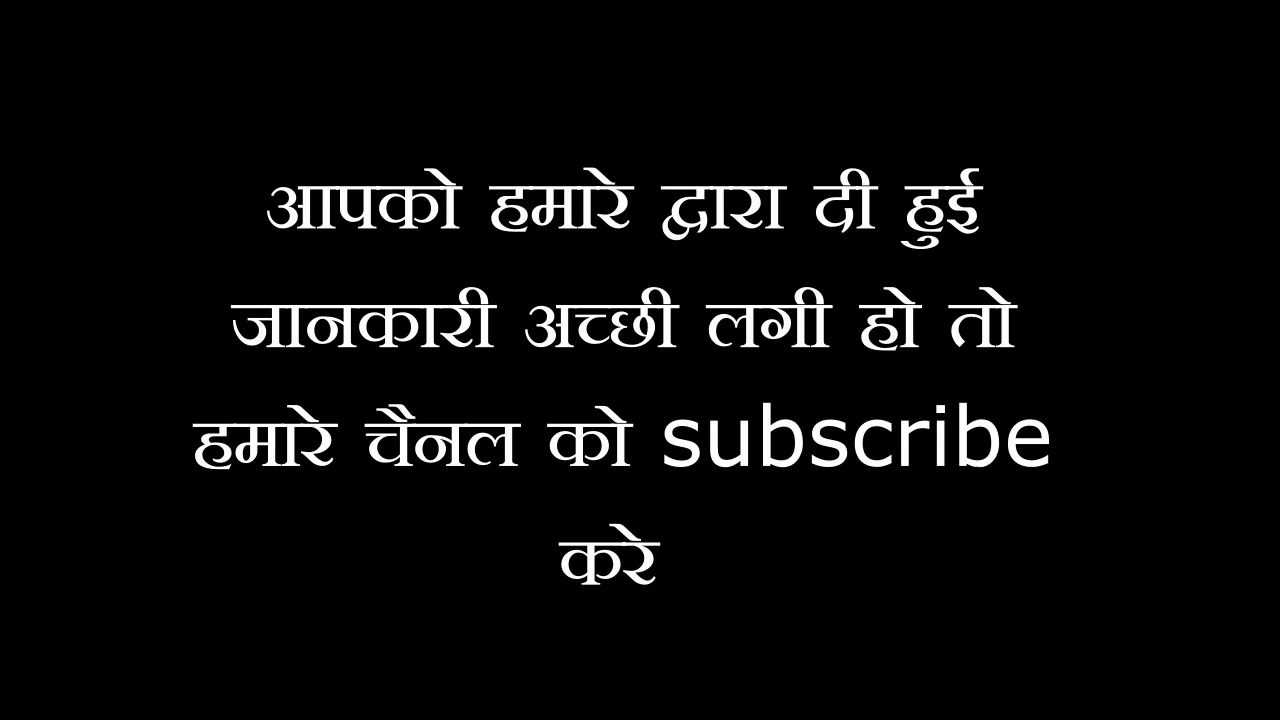 आपको हमारे द्वारा दी हुई
जानकारी अच्छी लगी हो तो
हमारे चैनल को subscribe
करे